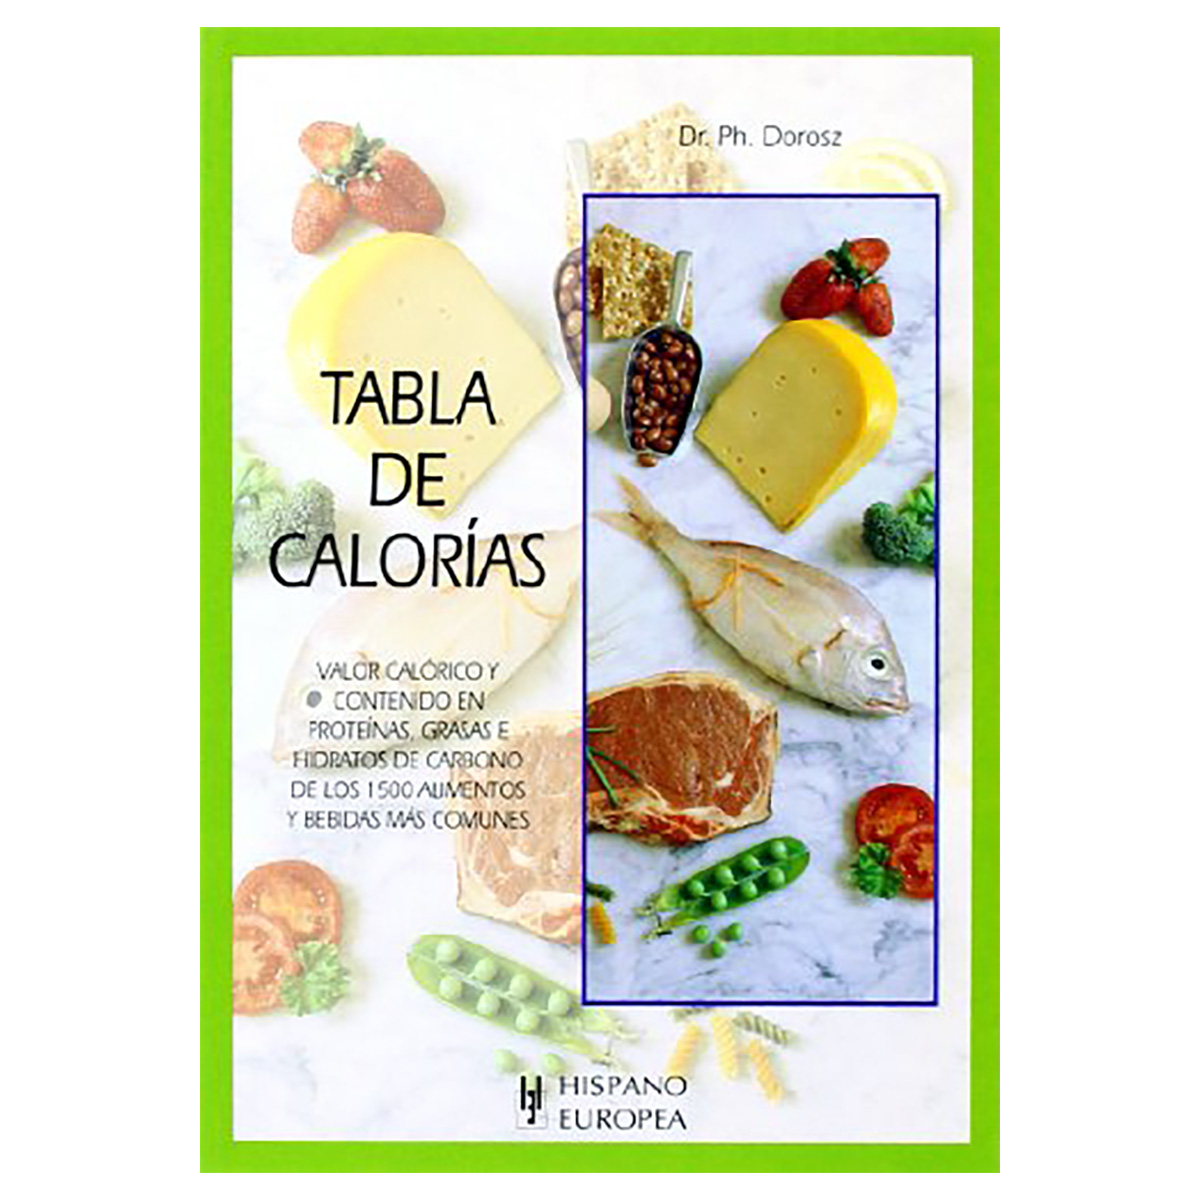 Dr. Ph. Dorosz
TABLA
DE
CALORÍAS
VALOR CALÓRICO Y
CONTENIDO EN
PROTEÍNAS, GRASAS E
HIDRATOS DE CARBONO
DE LOS 1500 ALIMENTOS
Y BEBIDAS MÁS COMUNES
HISPANO
EUROPEA